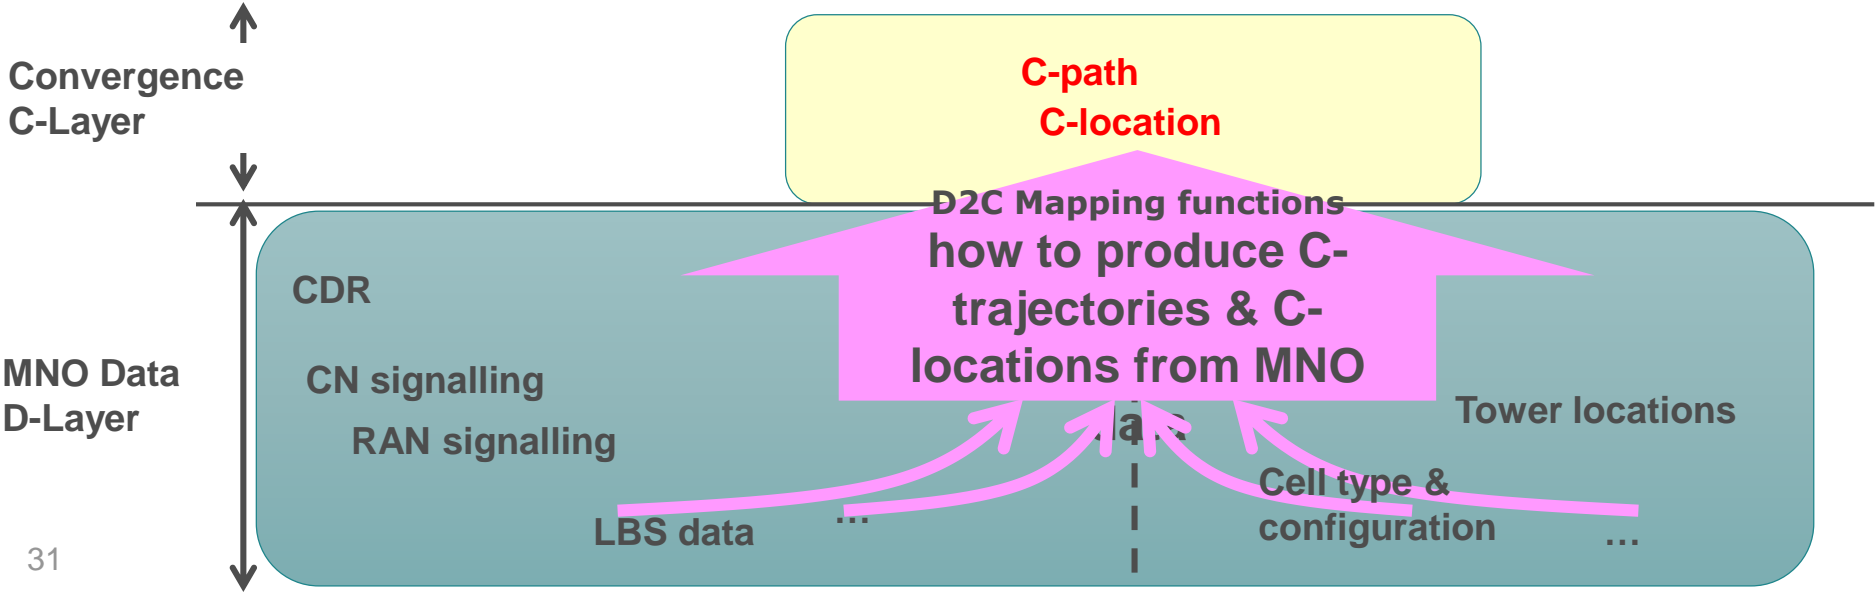 Convergence
C-Layer
C-path
C-location
D2C Mapping functions
how to produce C-
trajectories & C-
locations from MNO
data
MNO Data
D-Layer
CDR
CN signalling
RAN signalling
LBS data
...
Tower locations
Cell type &
configuration
...
31